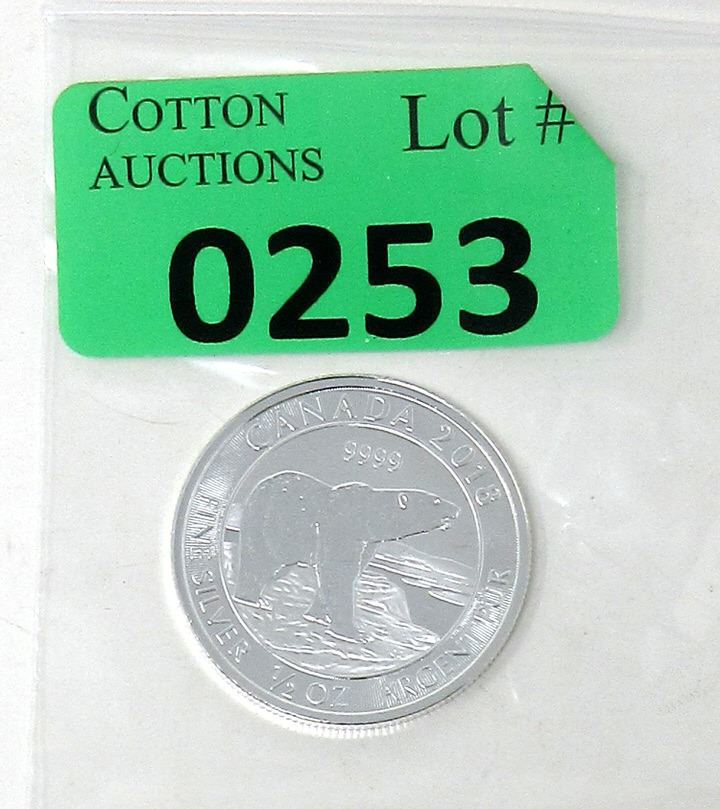 COTTON
AUCTIONS
Lot #
0253
CANADA 2018
9999
FINE SILVER 1/2 OZ ARGENT PUR